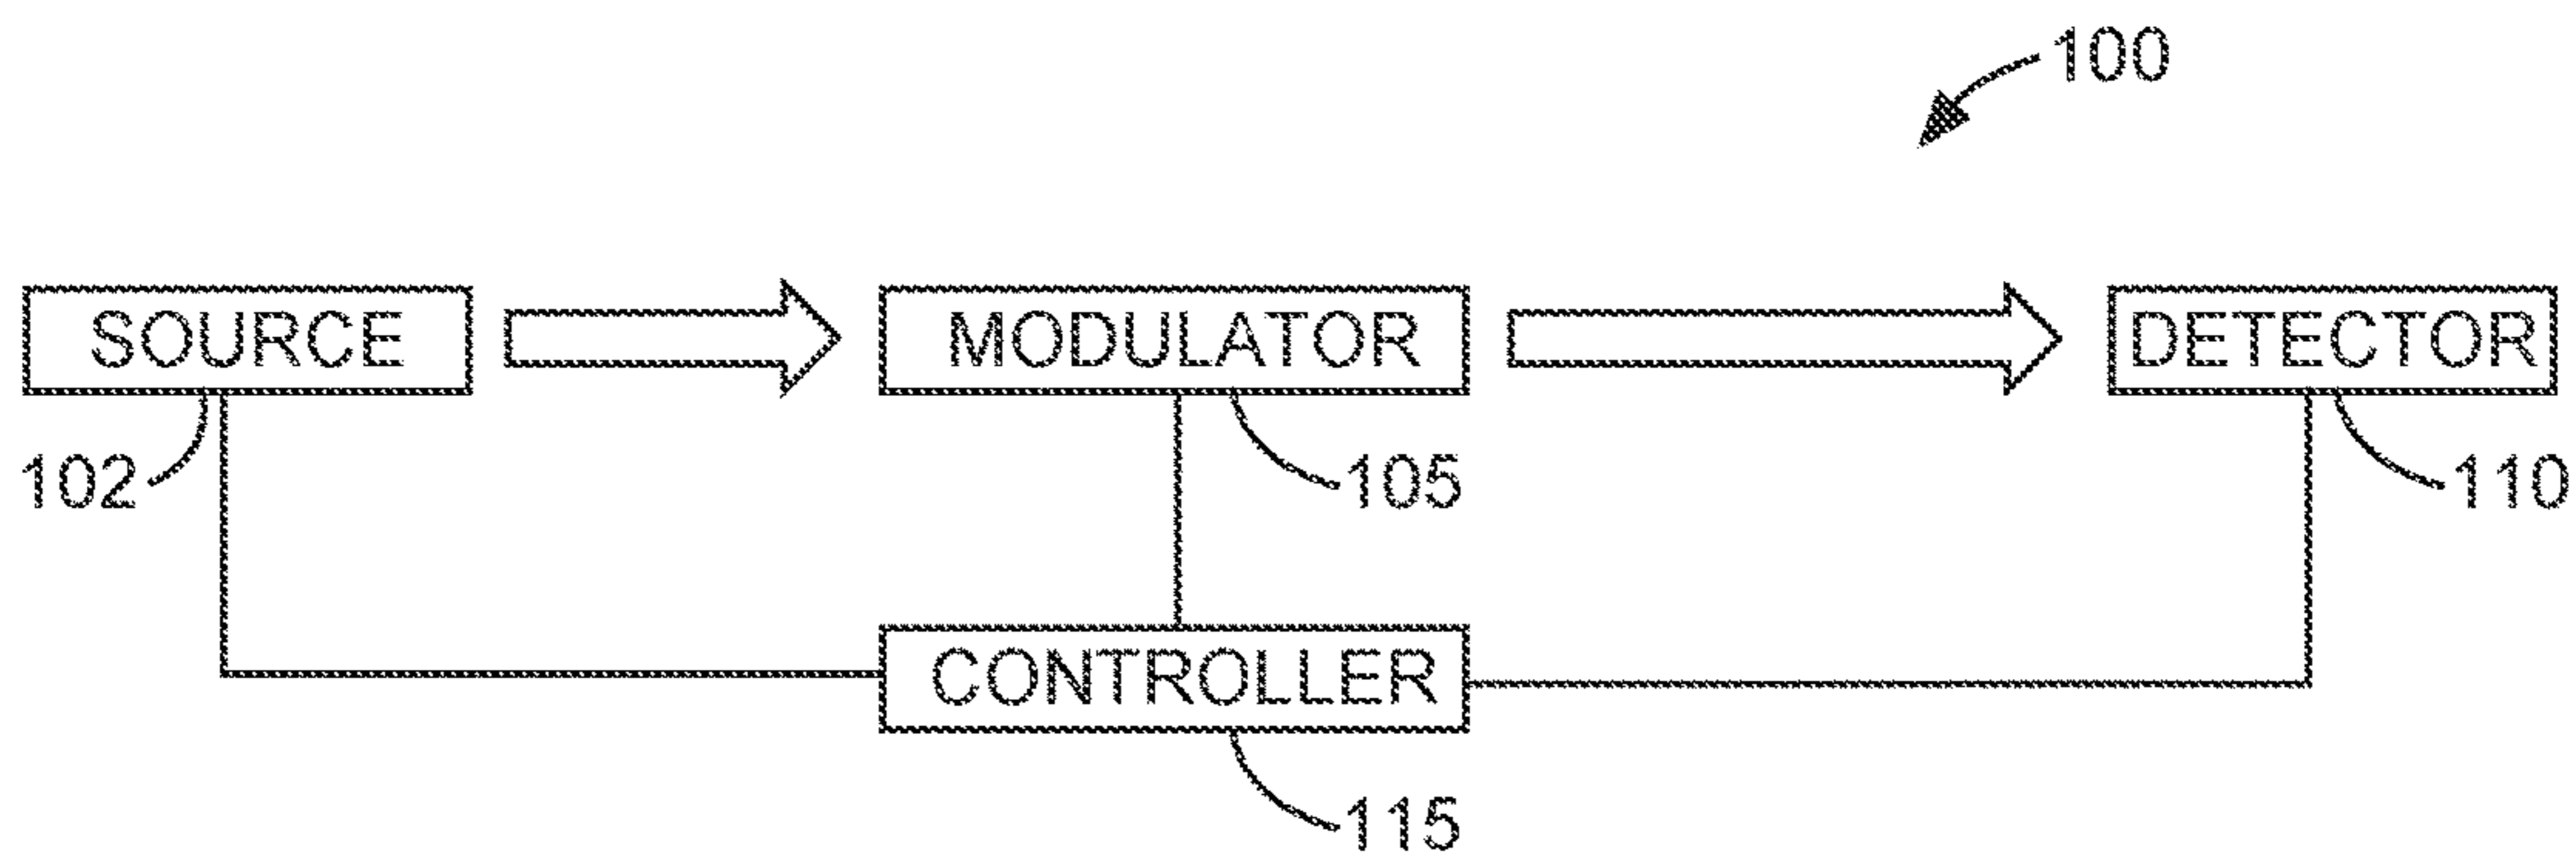 100
SOURCE
MODULATOR
DETECTOR
102
105
110
CONTROLLER
115